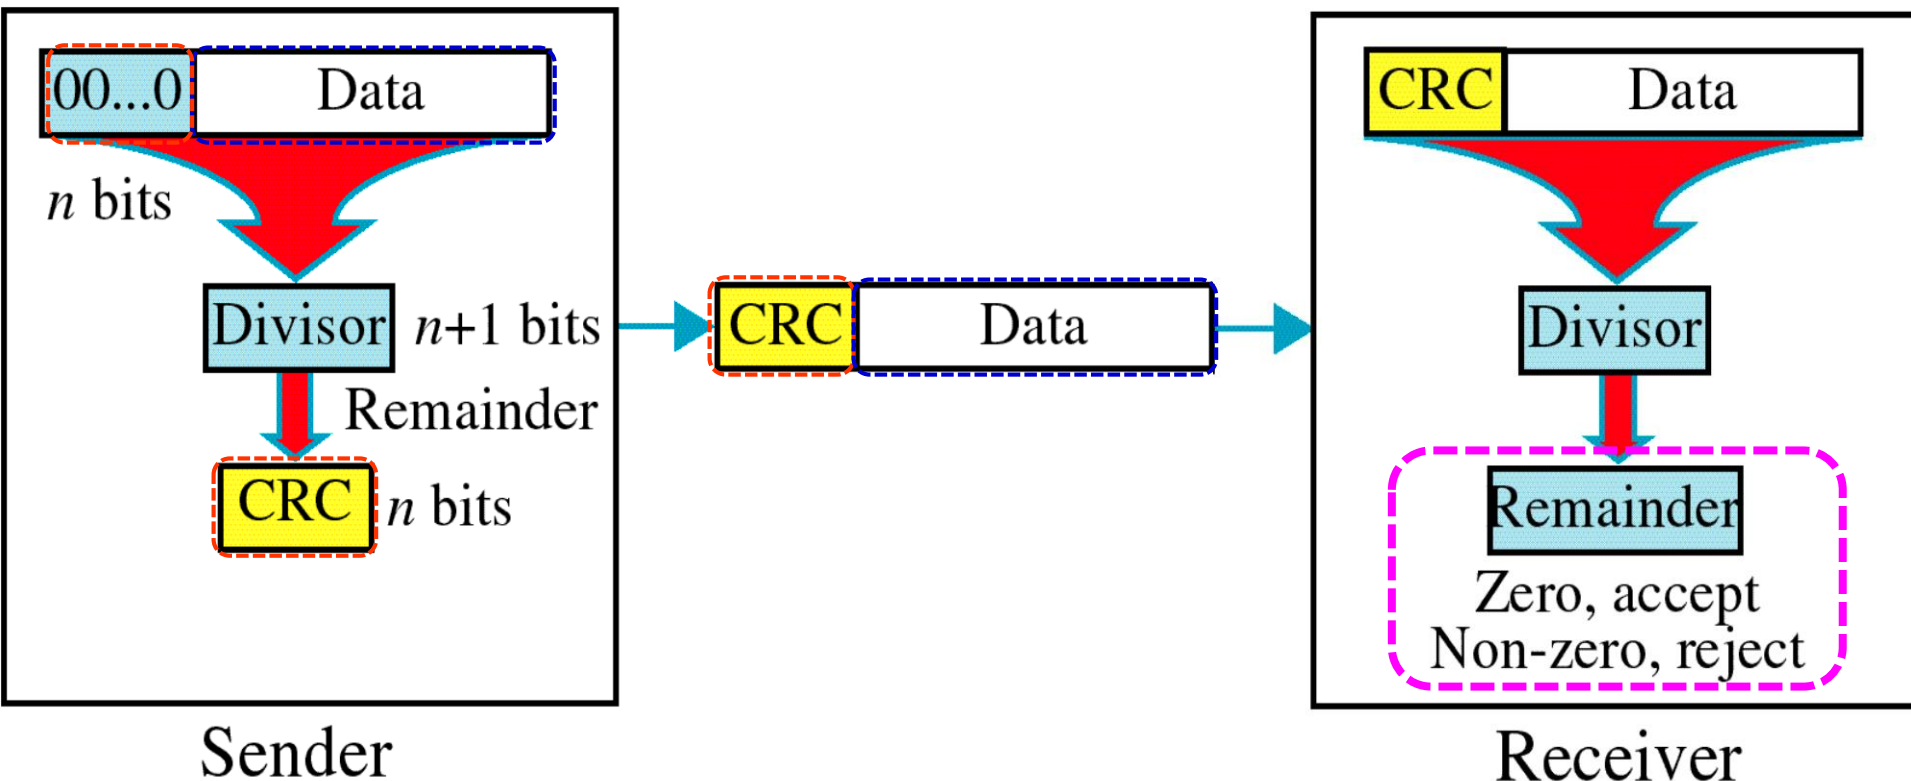 00...0 Data
n bits
Divisor n+1 bits
Remainder
CRC n bits
Sender
CRC Data
CRC Data
Divisor
Remainder
Zero, accept
Non-zero, reject
Receiver